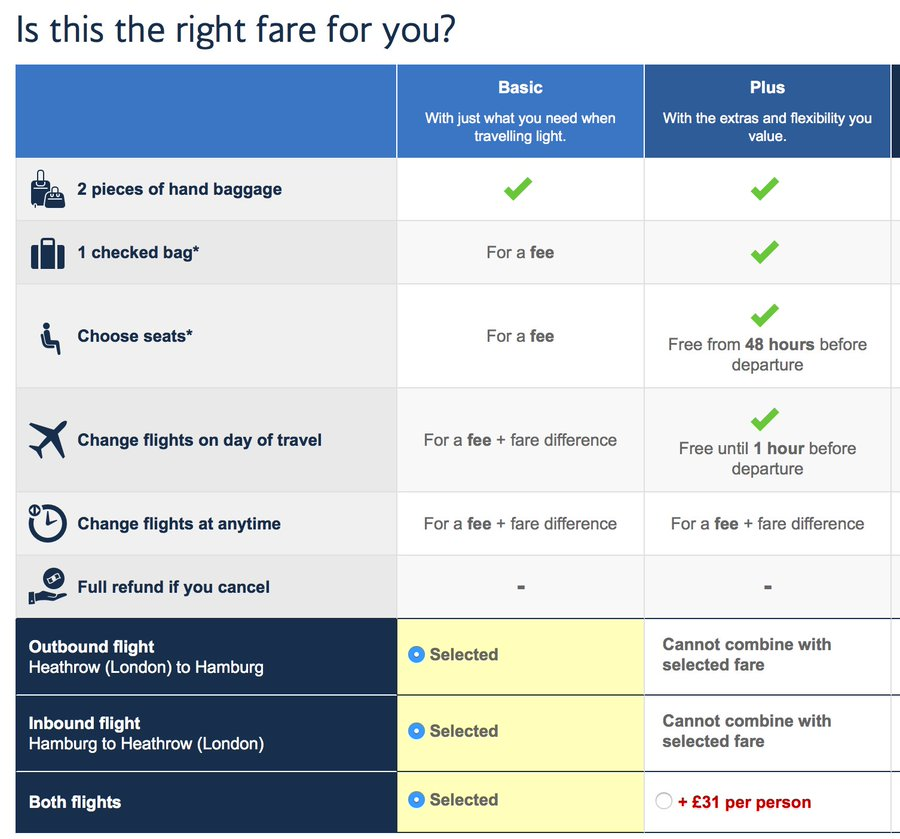 Is this the right fare for you?
Basic
With just what you need when
travelling light.
Plus
With the extras and flexibility you
value.
2 pieces of hand baggage
1 checked bag*
For a fee
Choose seats*
For a fee
Free from 48 hours before
departure
Change flights on day of travel
For a fee + fare difference
Free until 1 hour before
departure
Change flights at anytime
For a fee + fare difference
For a fee + fare difference
Full refund if you cancel
-
-
Outbound flight
Heathrow (London) to Hamburg
Selected
Cannot combine with
selected fare
Inbound flight
Hamburg to Heathrow (London)
Selected
Cannot combine with
selected fare
Both flights
Selected
+ £31 per person